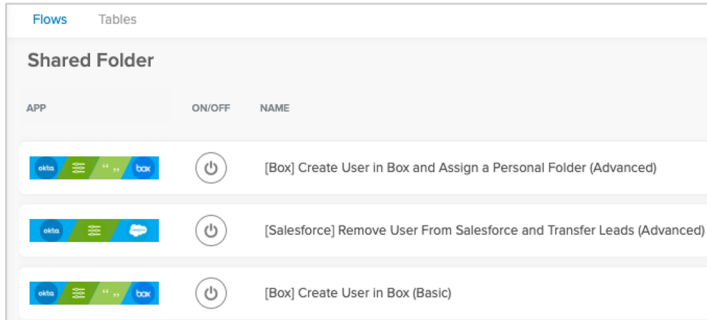 Flows Tables
Shared Folder
APP ON/OFF NAME
okta “ ” box [Box] Create User in Box and Assign a Personal Folder (Advanced)
okta [Salesforce] Remove User From Salesforce and Transfer Leads (Advanced)
okta “ ” box [Box] Create User in Box (Basic)